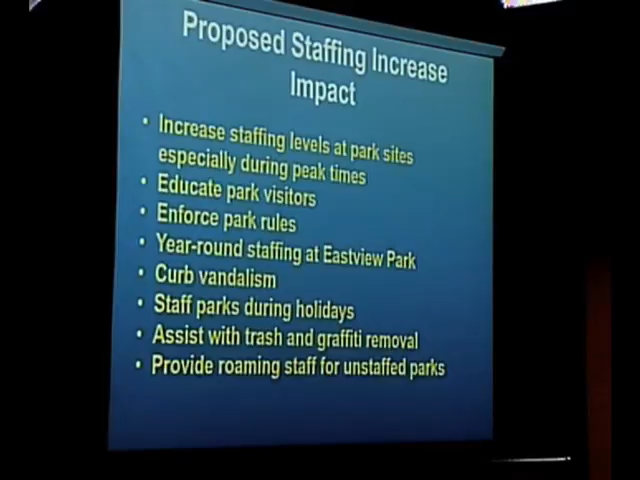 Proposed Staffing Increase
Impact
• Increase staffing levels at park sites
especially during peak times
• Educate park visitors
• Enforce park rules
• Year-round staffing at Eastview Park
• Curb vandalism
• Staff parks during holidays
• Assist with trash and graffiti removal
• Provide roaming staff for unstaffed parks